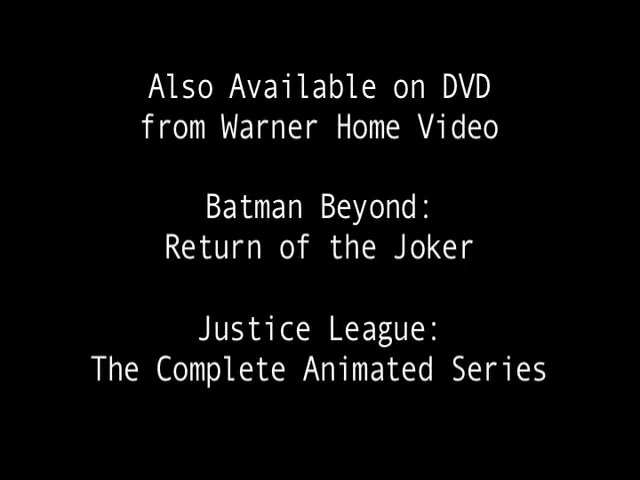 Also Available on DVD
from Warner Home Video
Batman Beyond:
Return of the Joker
Justice League:
The Complete Animated Series